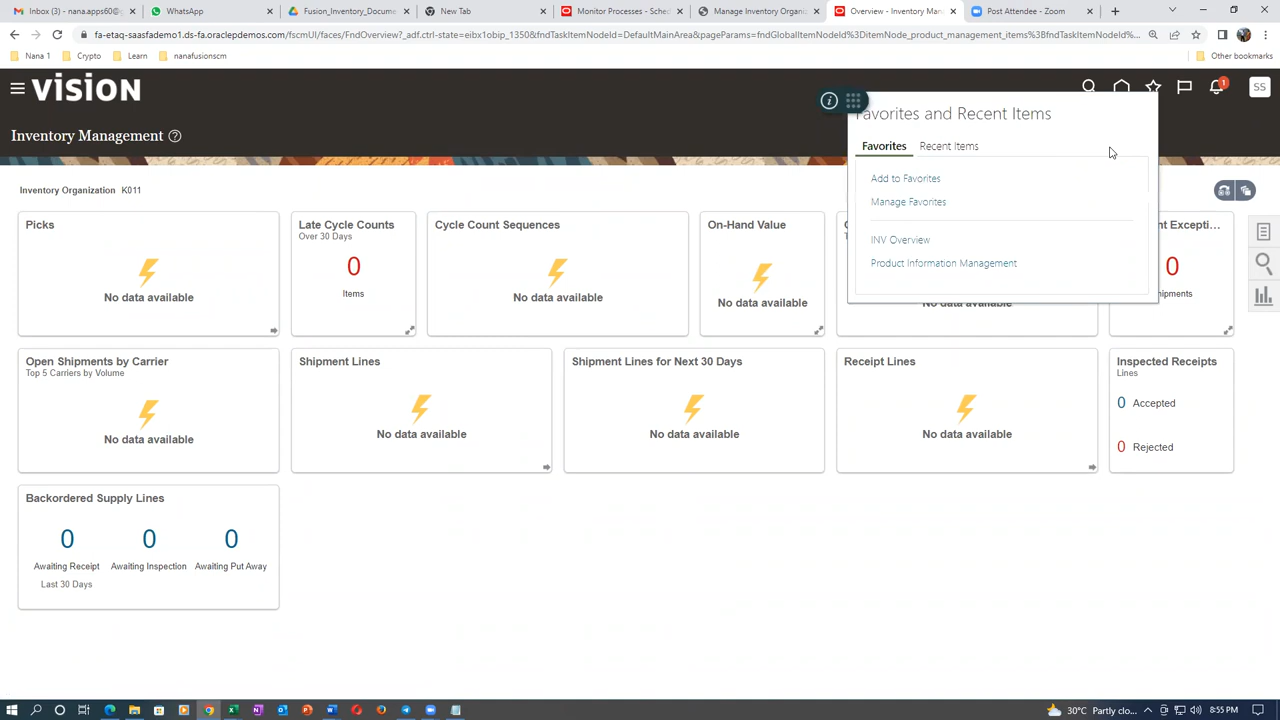 Inbox (3) - nana.apps60@
WhatsApp
Fusion_Inventory_Docume
New Tab
Monitor Processes - Sched
Manage Inventory Organiz
Overview - Inventory Man
Post Attendee - Zoom
fa-etaq-saasfademo1.ds-fa.oraclepdemos.com/fscmUI/faces/FndOverview?_adf.ctrl-state=eibx1obip_1350&fndTaskItemNodeId=DefaultMainArea&pageParams=fndGlobalItemNodeId%3DitemNode_product_management_items%3BfndTaskItemNodeId%...
Nana 1
Crypto
Learn
nanafusionscm
Other bookmarks
VISION
1
SS
Inventory Management
Favorites and Recent Items
Favorites
Recent Items
Add to Favorites
Manage Favorites
INV Overview
Product Information Management
Inventory Organization K011
Picks
No data available
Late Cycle Counts
Over 30 Days
0
Items
Cycle Count Sequences
No data available
On-Hand Value
No data available
No data available
nt Excepti...
0
hipments
Open Shipments by Carrier
Top 5 Carriers by Volume
No data available
Shipment Lines
No data available
Shipment Lines for Next 30 Days
No data available
Receipt Lines
No data available
Inspected Receipts
Lines
0 Accepted
0 Rejected
Backordered Supply Lines
0 0 0
Awaiting Receipt Awaiting Inspection Awaiting Put Away
Last 30 Days
30°C Partly clo...
8:55 PM